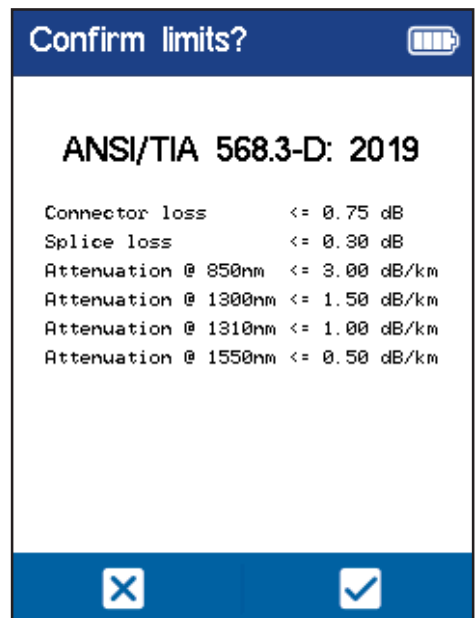 Confirm limits?
ANSI/TIA 568.3-D: 2019
Connector loss <= 0.75 dB
Splice loss <= 0.30 dB
Attenuation @ 850nm <= 3.00 dB/km
Attenuation @ 1300nm <= 1.50 dB/km
Attenuation @ 1310nm <= 1.00 dB/km
Attenuation @ 1550nm <= 0.50 dB/km